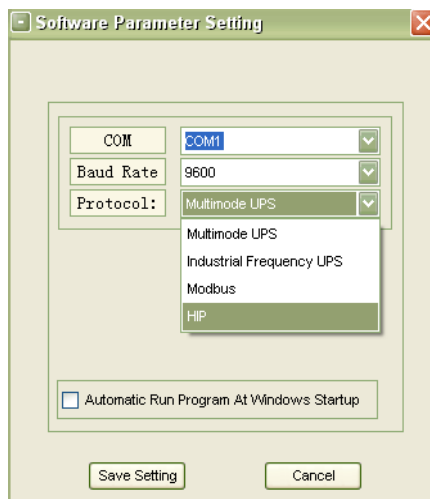 Software Parameter Setting
COM COM1
Baud Rate 9600
Protocol: Multimode UPS
Multimode UPS
Industrial Frequency UPS
Modbus
HIP
Automatic Run Program At Windows Startup
Save Setting Cancel